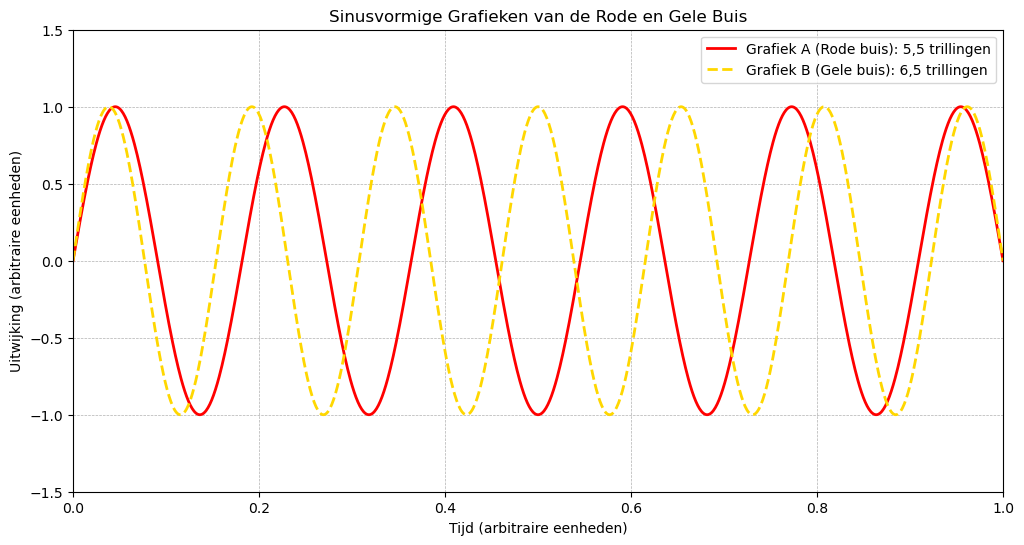 Sinusvormige Grafieken van de Rode en Gele Buis
Grafiek A (Rode buis): 5,5 trillingen
Grafiek B (Gele buis): 6,5 trillingen
Uitwijking (arbitraire eenheden)
1.5
1.0
0.5
0.0
−0.5
−1.0
−1.5
0.0 0.2 0.4 0.6 0.8 1.0
Tijd (arbitraire eenheden)